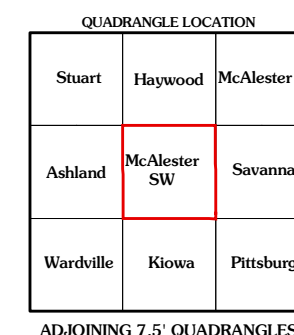 QUADRANGLE LOCATION
Stuart Haywood McAlester
Ashland McAlester SW Savanna
Wardville Kiowa Pittsburg
ADJOINING 7.5' QUADRANGLES